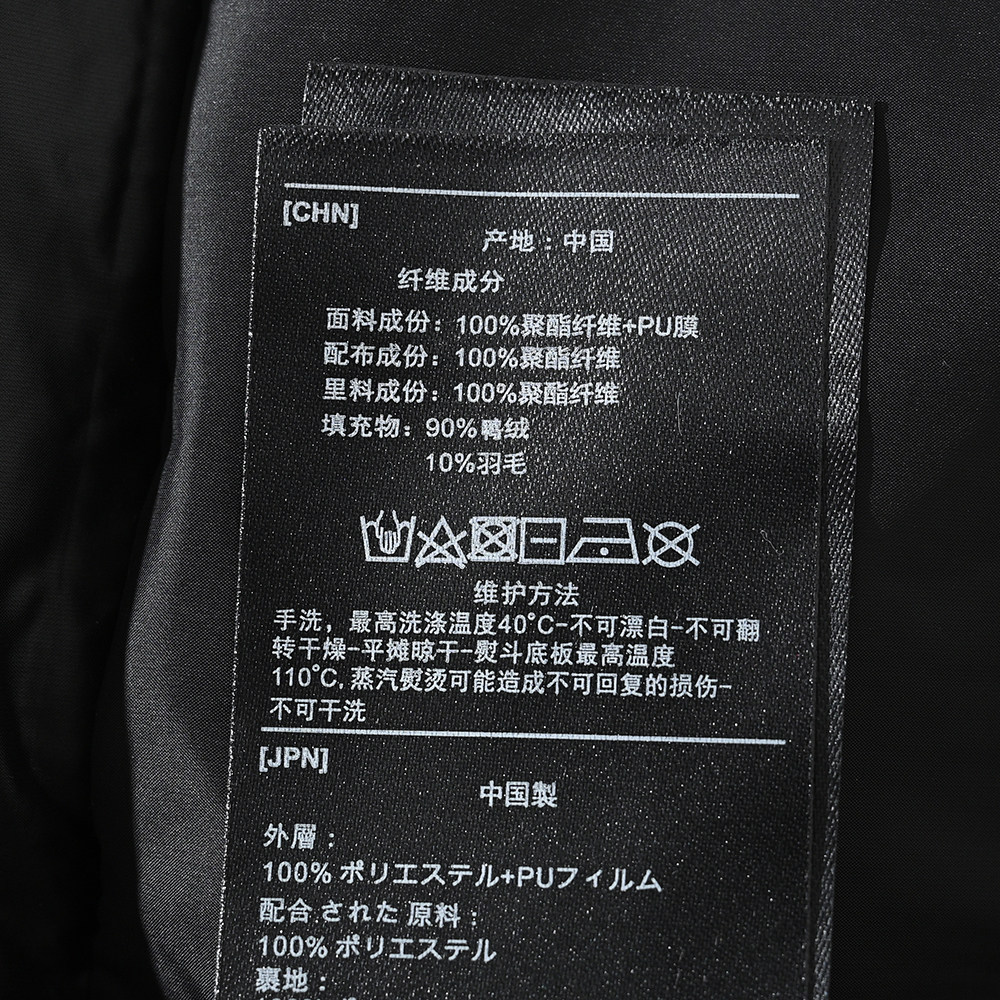 [CHN]
产地：中国
纤维成分
面料成份：100%聚酯纤维+PU膜
配布成份：100%聚酯纤维
里料成份：100%聚酯纤维
填充物：90%鸭绒
10%羽毛
维护方法
手洗，最高洗涤温度40°C-不可漂白-不可翻
转干燥-平摊晾干-熨斗底板最高温度
110°C,蒸汽熨烫可能造成不可回复的损伤-
不可干洗
[JPN]
中国製
外層：
100% ポリエステル+PUフィルム
配合された 原料：
100% ポリエステル
裏地：